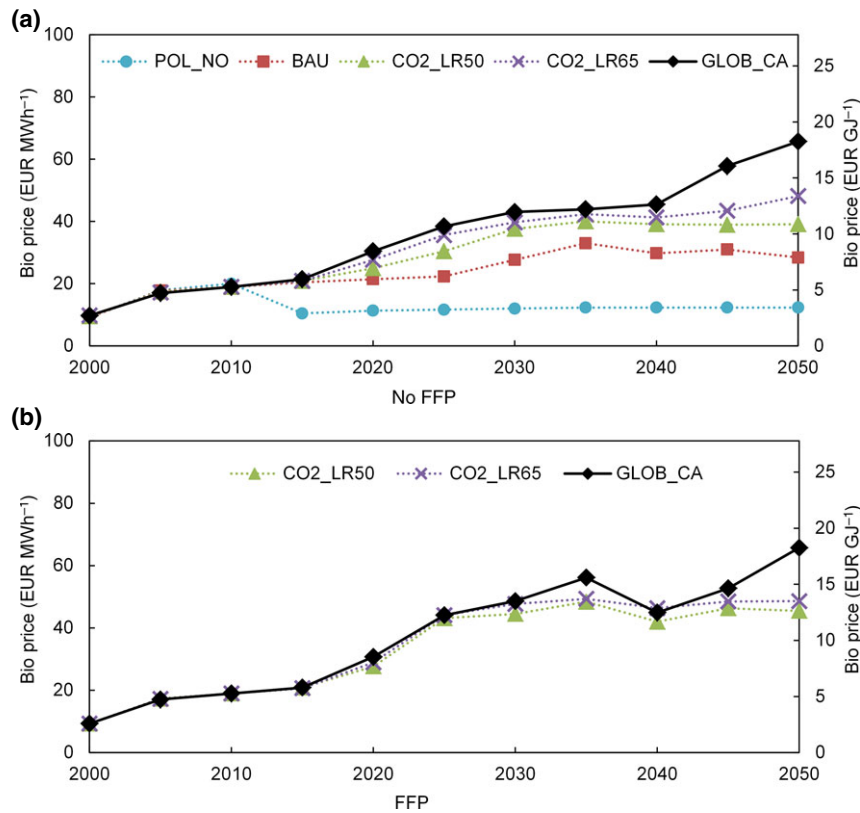 (a)
POL_NO BAU CO2_LR50 CO2_LR65 GLOB_CA
Bio price (EUR MWh⁻¹)
100
80
60
40
20
0
25
20
15
10
5
0
Bio price (EUR GJ⁻¹)
2000 2010 2020 2030 2040 2050
No FFP
(b)
CO2_LR50 CO2_LR65 GLOB_CA
Bio price (EUR MWh⁻¹)
100
80
60
40
20
0
25
20
15
10
5
0
Bio price (EUR GJ⁻¹)
2000 2010 2020 2030 2040 2050
FFP